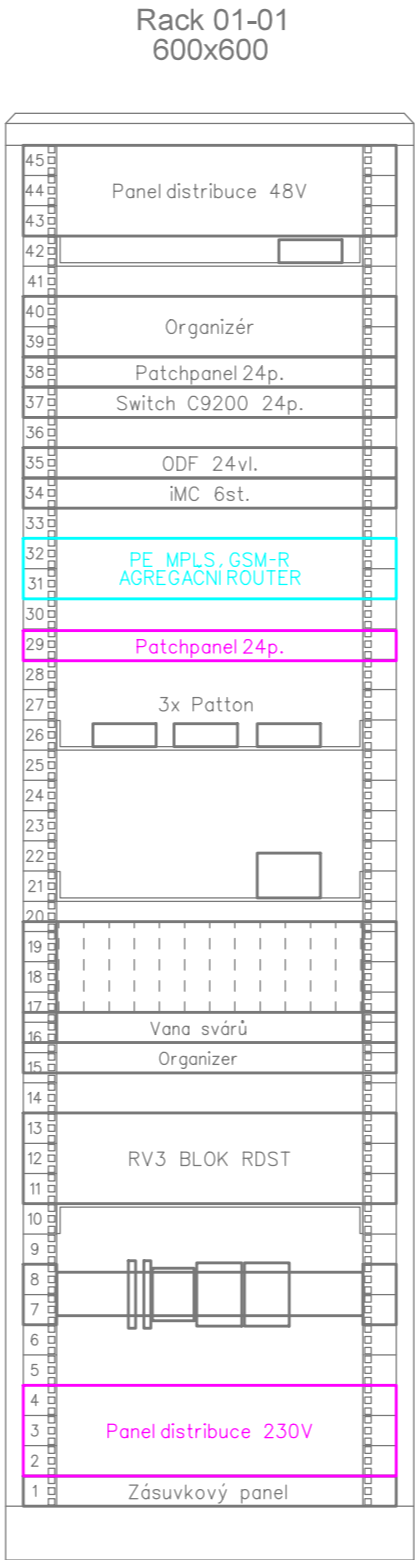 Rack 01-01
600x600
45
44 Panel distribuce 48V
43
42
41
40
Organizér
39
38 Patchpanel 24p.
37 Switch C9200 24p.
36
35 ODF 24vl.
34 iMC 6st.
33
32 PE MPLS, GSM-R
31 AGREGAČNÍ ROUTER
30
29 Patchpanel 24p.
28
27 3x Patton
26
25
24
23
22
21
20
19
18
17
16 Vana svárů
15 Organizer
14
13
12 RV3 BLOK RDST
11
10
9
8
7
6
5
4
3 Panel distribuce 230V
2
1 Zásuvkový panel